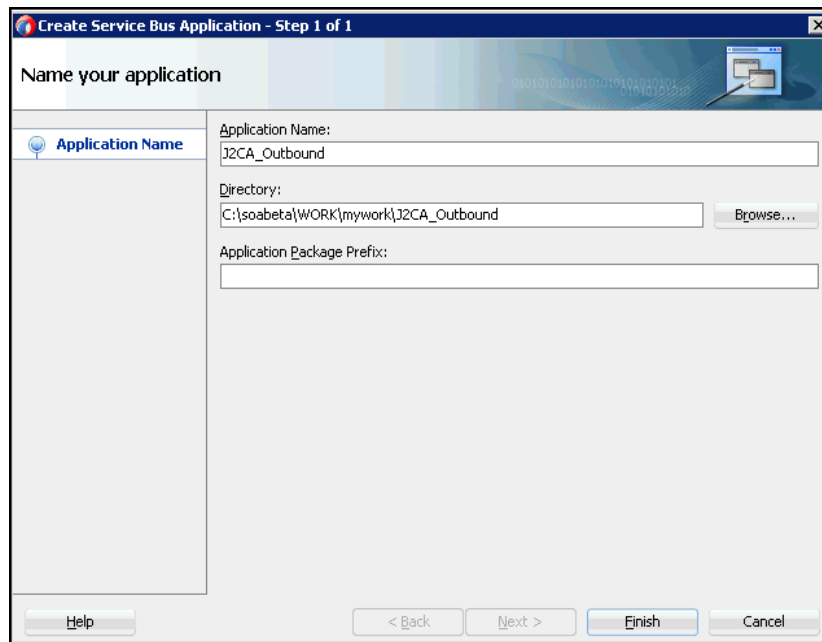 Create Service Bus Application - Step 1 of 1
Name your application
Application Name
Application Name:
J2CA_Outbound
Directory:
C:\soabeta\WORK\mywork\J2CA_Outbound
Browse...
Application Package Prefix:
Help
< Back
Next >
Finish
Cancel